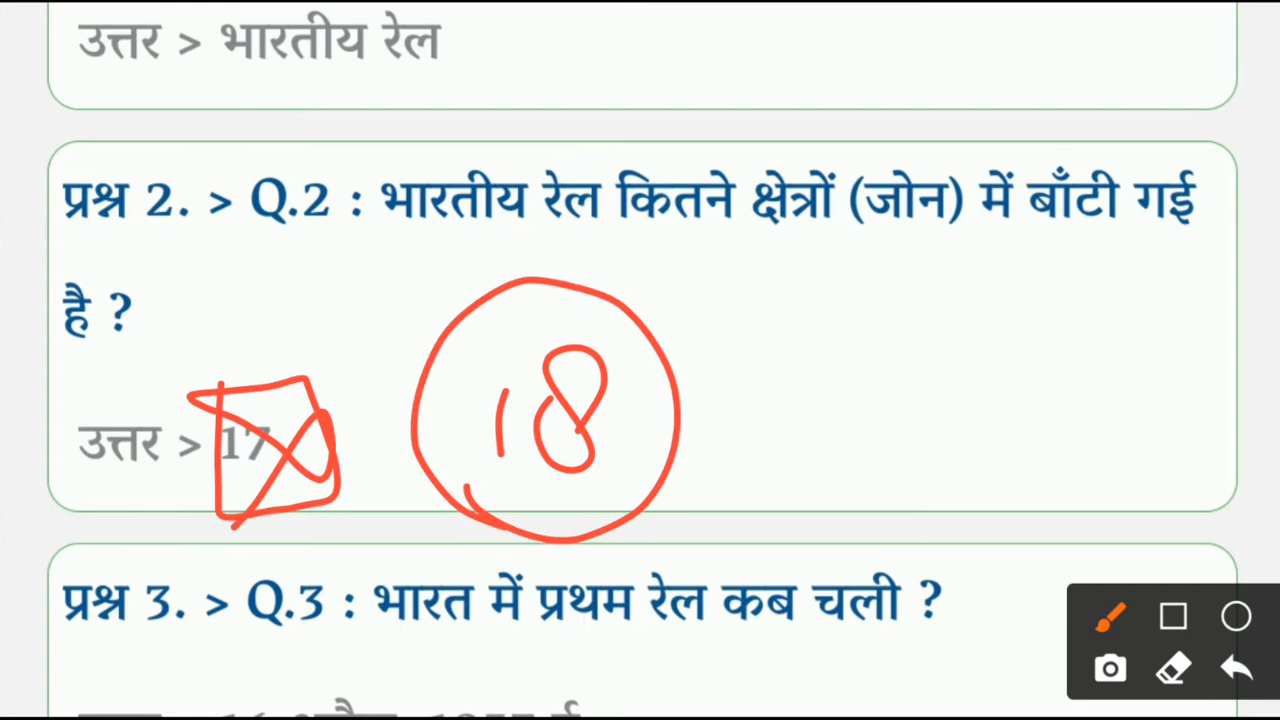 उत्तर > भारतीय रेल
प्रश्न 2. > Q.2 : भारतीय रेल कितने क्षेत्रों (जोन) में बाँटी गई
है ?
उत्तर > 17
18
प्रश्न 3. > Q.3 : भारत में प्रथम रेल कब चली ?